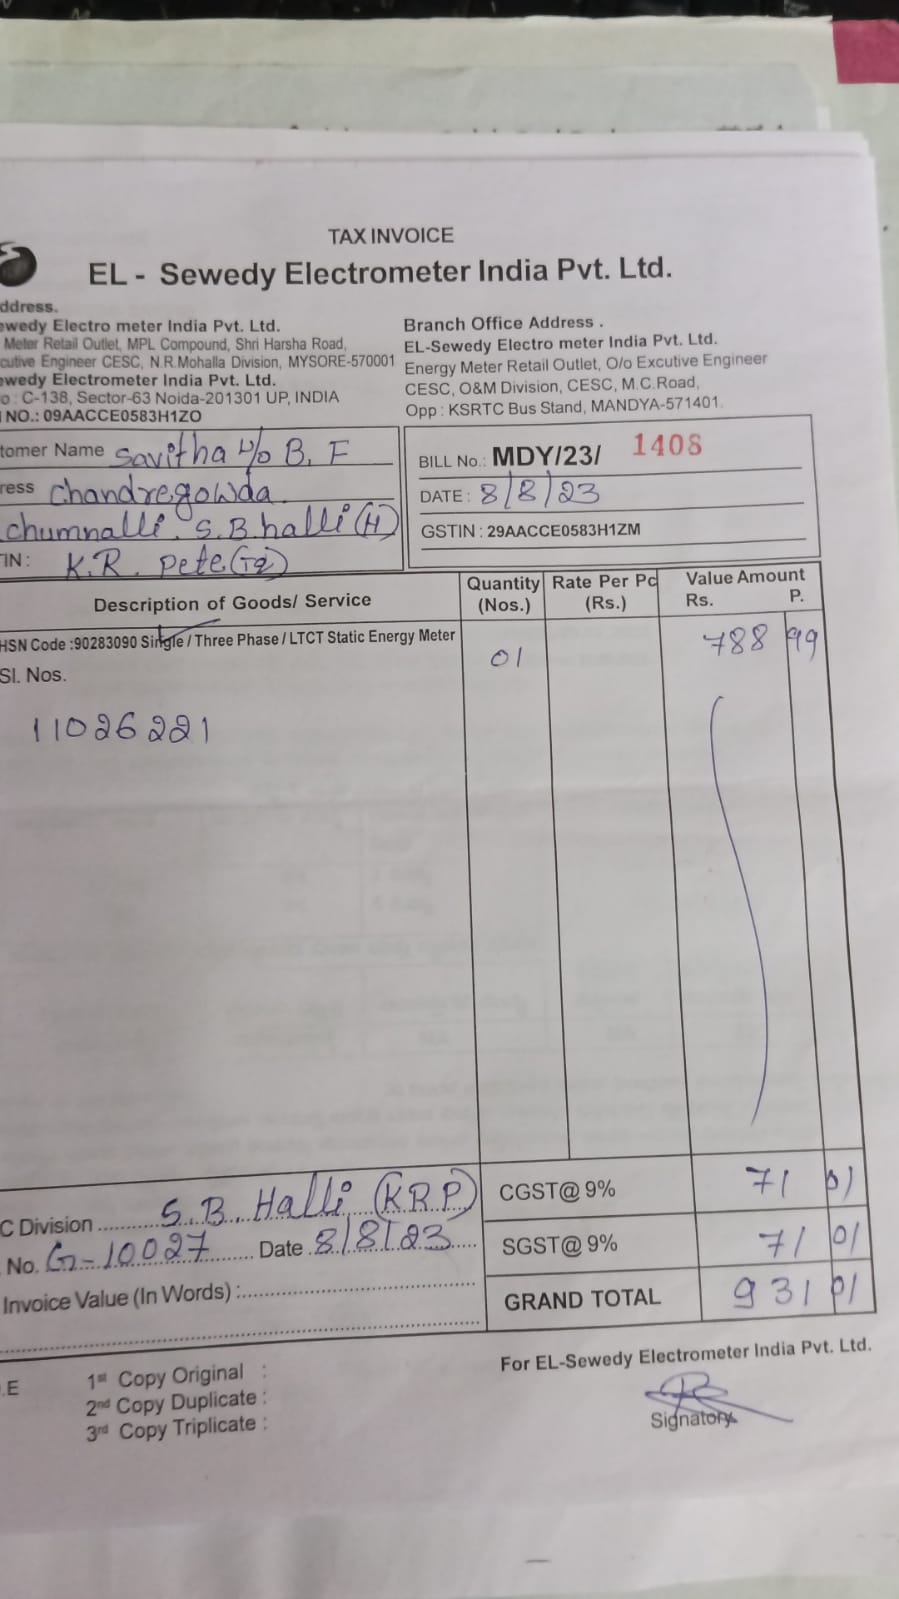 TAX INVOICE
EL - Sewedy Electrometer India Pvt. Ltd.
ddress.
ewedy Electro meter India Pvt. Ltd.
Meter Retail Outlet, MPL Compound, Shri Harsha Road,
cutive Engineer CESC, N.R.Mohalla Division, MYSORE-570001
ewedy Electrometer India Pvt. Ltd.
o : C-138, Sector-63 Noida-201301 UP, INDIA
NO.: 09AACCE0583H1ZO
Branch Office Address .
EL-Sewedy Electro meter India Pvt. Ltd.
Energy Meter Retail Outlet, O/o Excutive Engineer
CESC, O&M Division, CESC, M.C.Road,
Opp : KSRTC Bus Stand, MANDYA-571401.
tomer Name Savitha w/o B. F
ress Chandregowda
chumnalli. S.B.halli (H)
IN : K.R. Pete (Tq)
BILL No.: MDY/23/ 1408
DATE : 8/8/23
GSTIN : 29AACCE0583H1ZM
Description of Goods/ Service Quantity (Nos.) Rate Per Pc (Rs.) Value Amount Rs. P.
HSN Code :90283090 Single / Three Phase / LTCT Static Energy Meter 01 788 99
Sl. Nos.
11026221
C Division S.B. Halli (KRP)
No. G-10027 Date 8/8/23
Invoice Value (In Words) :
CGST@ 9% 71 01
SGST@ 9% 71 01
GRAND TOTAL 931 01
.E
1st Copy Original :
2nd Copy Duplicate :
3rd Copy Triplicate :
For EL-Sewedy Electrometer India Pvt. Ltd.
Signatory